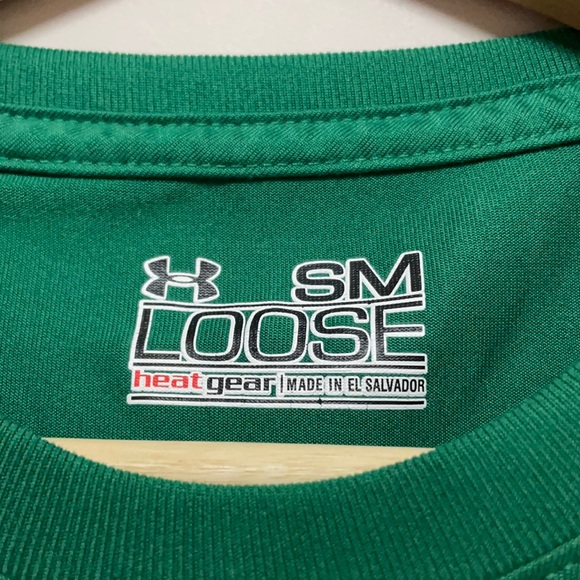 SM
LOOSE
heatgear | MADE IN EL SALVADOR